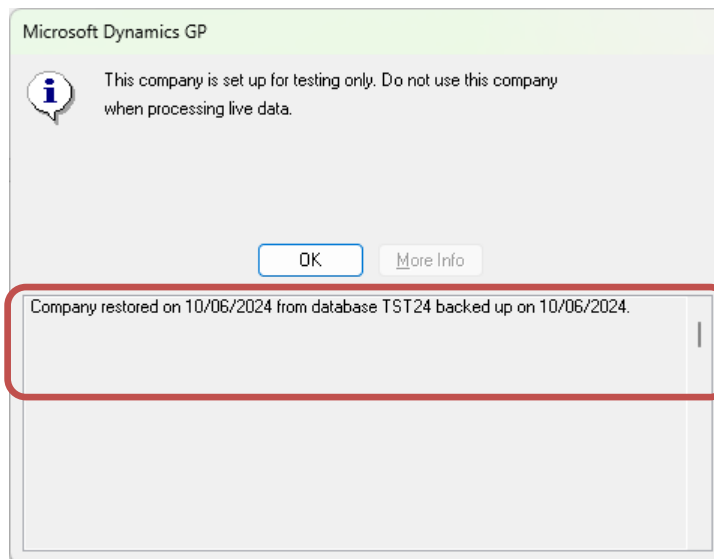 Microsoft Dynamics GP
This company is set up for testing only. Do not use this company
when processing live data.
OK
More Info
Company restored on 10/06/2024 from database TST24 backed up on 10/06/2024.